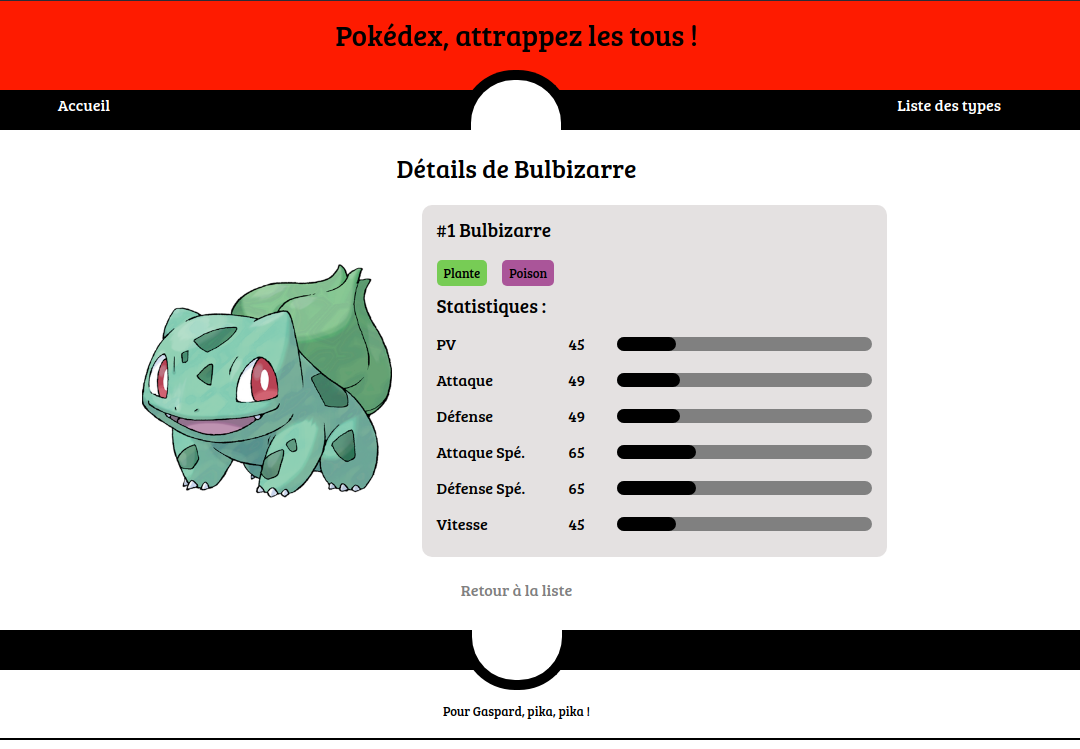 Pokédex, attrappez les tous !
Accueil
Liste des types
Détails de Bulbizarre
#1 Bulbizarre
Plante Poison
Statistiques :
PV 45
Attaque 49
Défense 49
Attaque Spé. 65
Défense Spé. 65
Vitesse 45
Retour à la liste
Pour Gaspard, pika, pika !